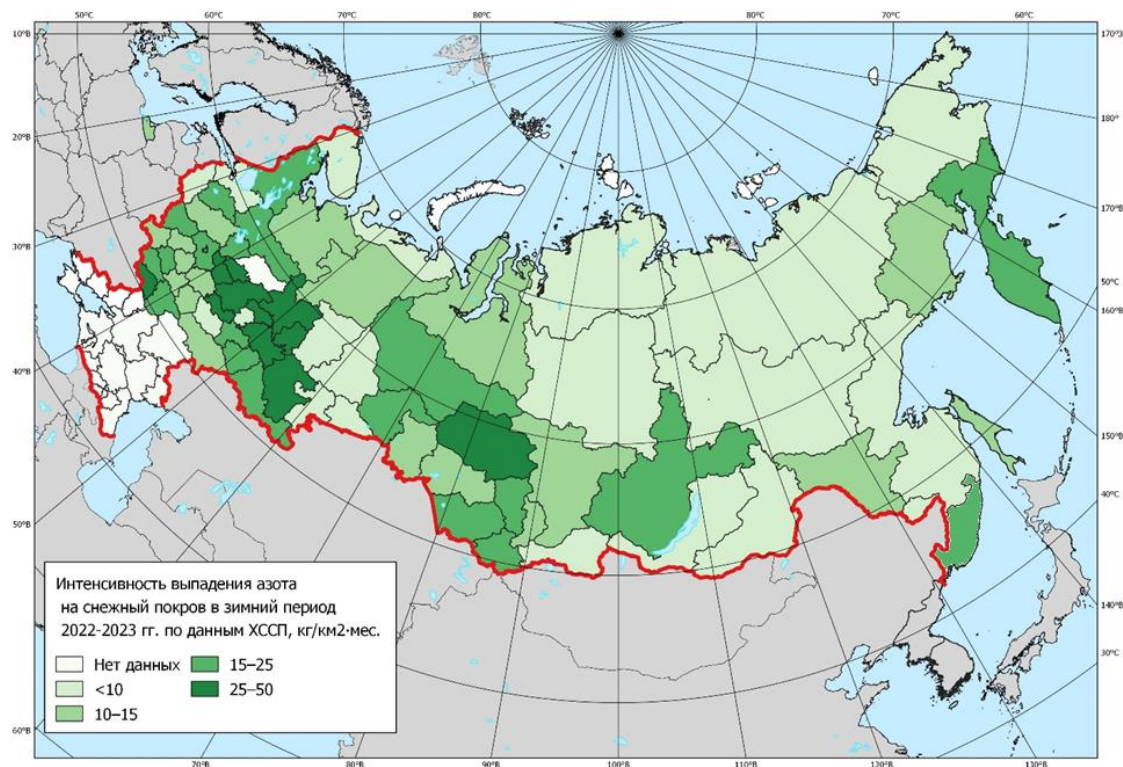 50°С 60°С 70°С 80°С 70°С 60°С
10°В 170°З
20°В 180°
30°В 170°В
50°С
160°В
40°В
150°В
40°С
50°В
140°В
30°С
60°В
Интенсивность выпадения азота
на снежный покров в зимний период
2022-2023 гг. по данным ХССП, кг/км2·мес.
Нет данных 15–25
<10 25–50
10–15
70°В 80°В 90°В 100°В 110°В 120°В 130°В